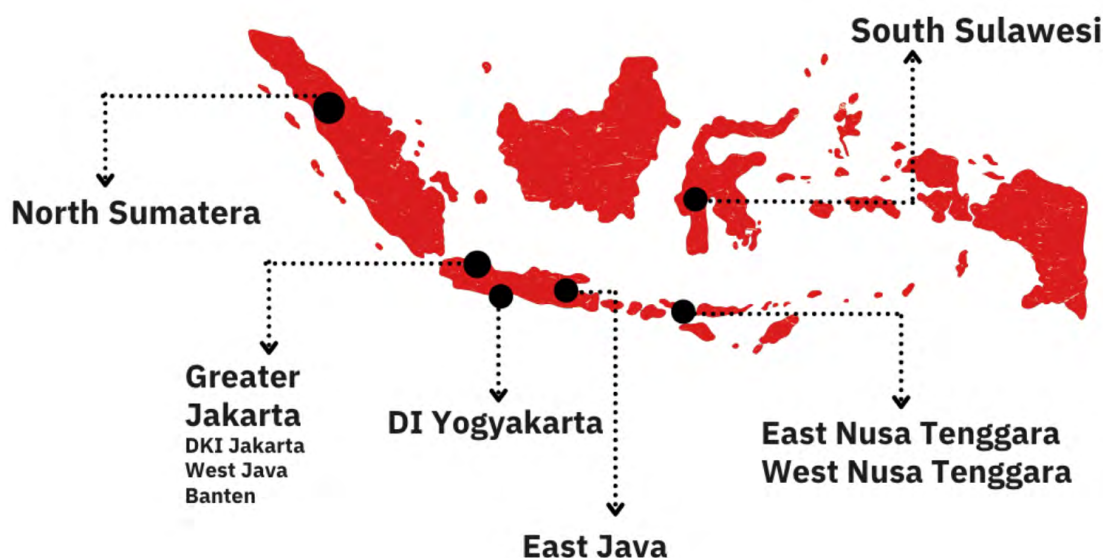 South Sulawesi
North Sumatera
Greater
Jakarta
DKI Jakarta
West Java
Banten
DI Yogyakarta
East Nusa Tenggara
West Nusa Tenggara
East Java